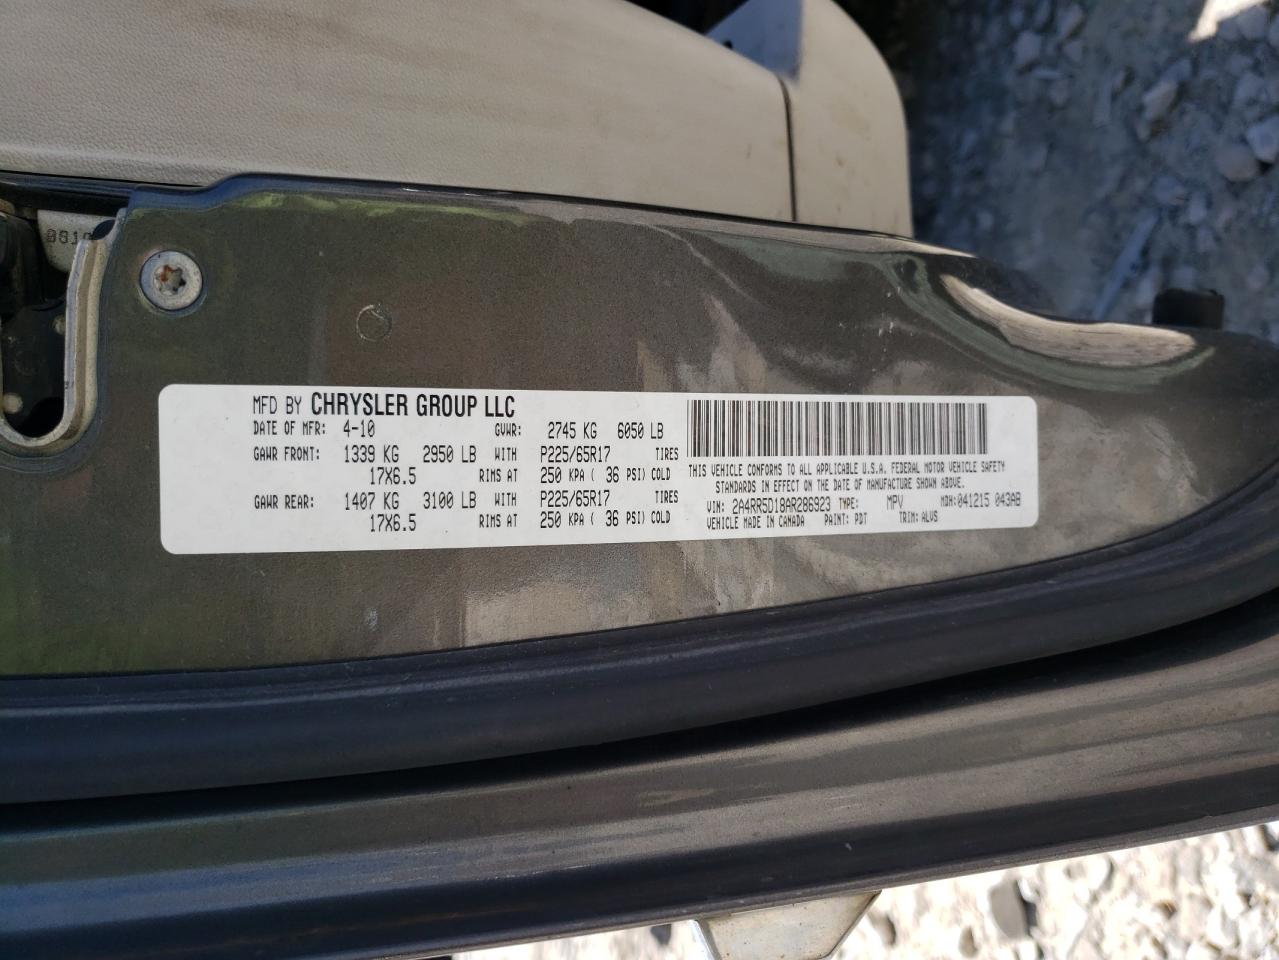 MFD BY CHRYSLER GROUP LLC
DATE OF MFR: 4-10 GVWR: 2745 KG 6050 LB
GAWR FRONT: 1339 KG 2950 LB WITH P225/65R17 TIRES
17X6.5 RIMS AT 250 KPA ( 36 PSI) COLD
GAWR REAR: 1407 KG 3100 LB WITH P225/65R17 TIRES
17X6.5 RIMS AT 250 KPA ( 36 PSI) COLD
THIS VEHICLE CONFORMS TO ALL APPLICABLE U.S.A. FEDERAL MOTOR VEHICLE SAFETY
STANDARDS IN EFFECT ON THE DATE OF MANUFACTURE SHOWN ABOVE.
VIN: 2A4RR5D18AR286923 TYPE: MPV MDH: 041215 043AB
VEHICLE MADE IN CANADA PAINT: PDT TRIM: ALVS